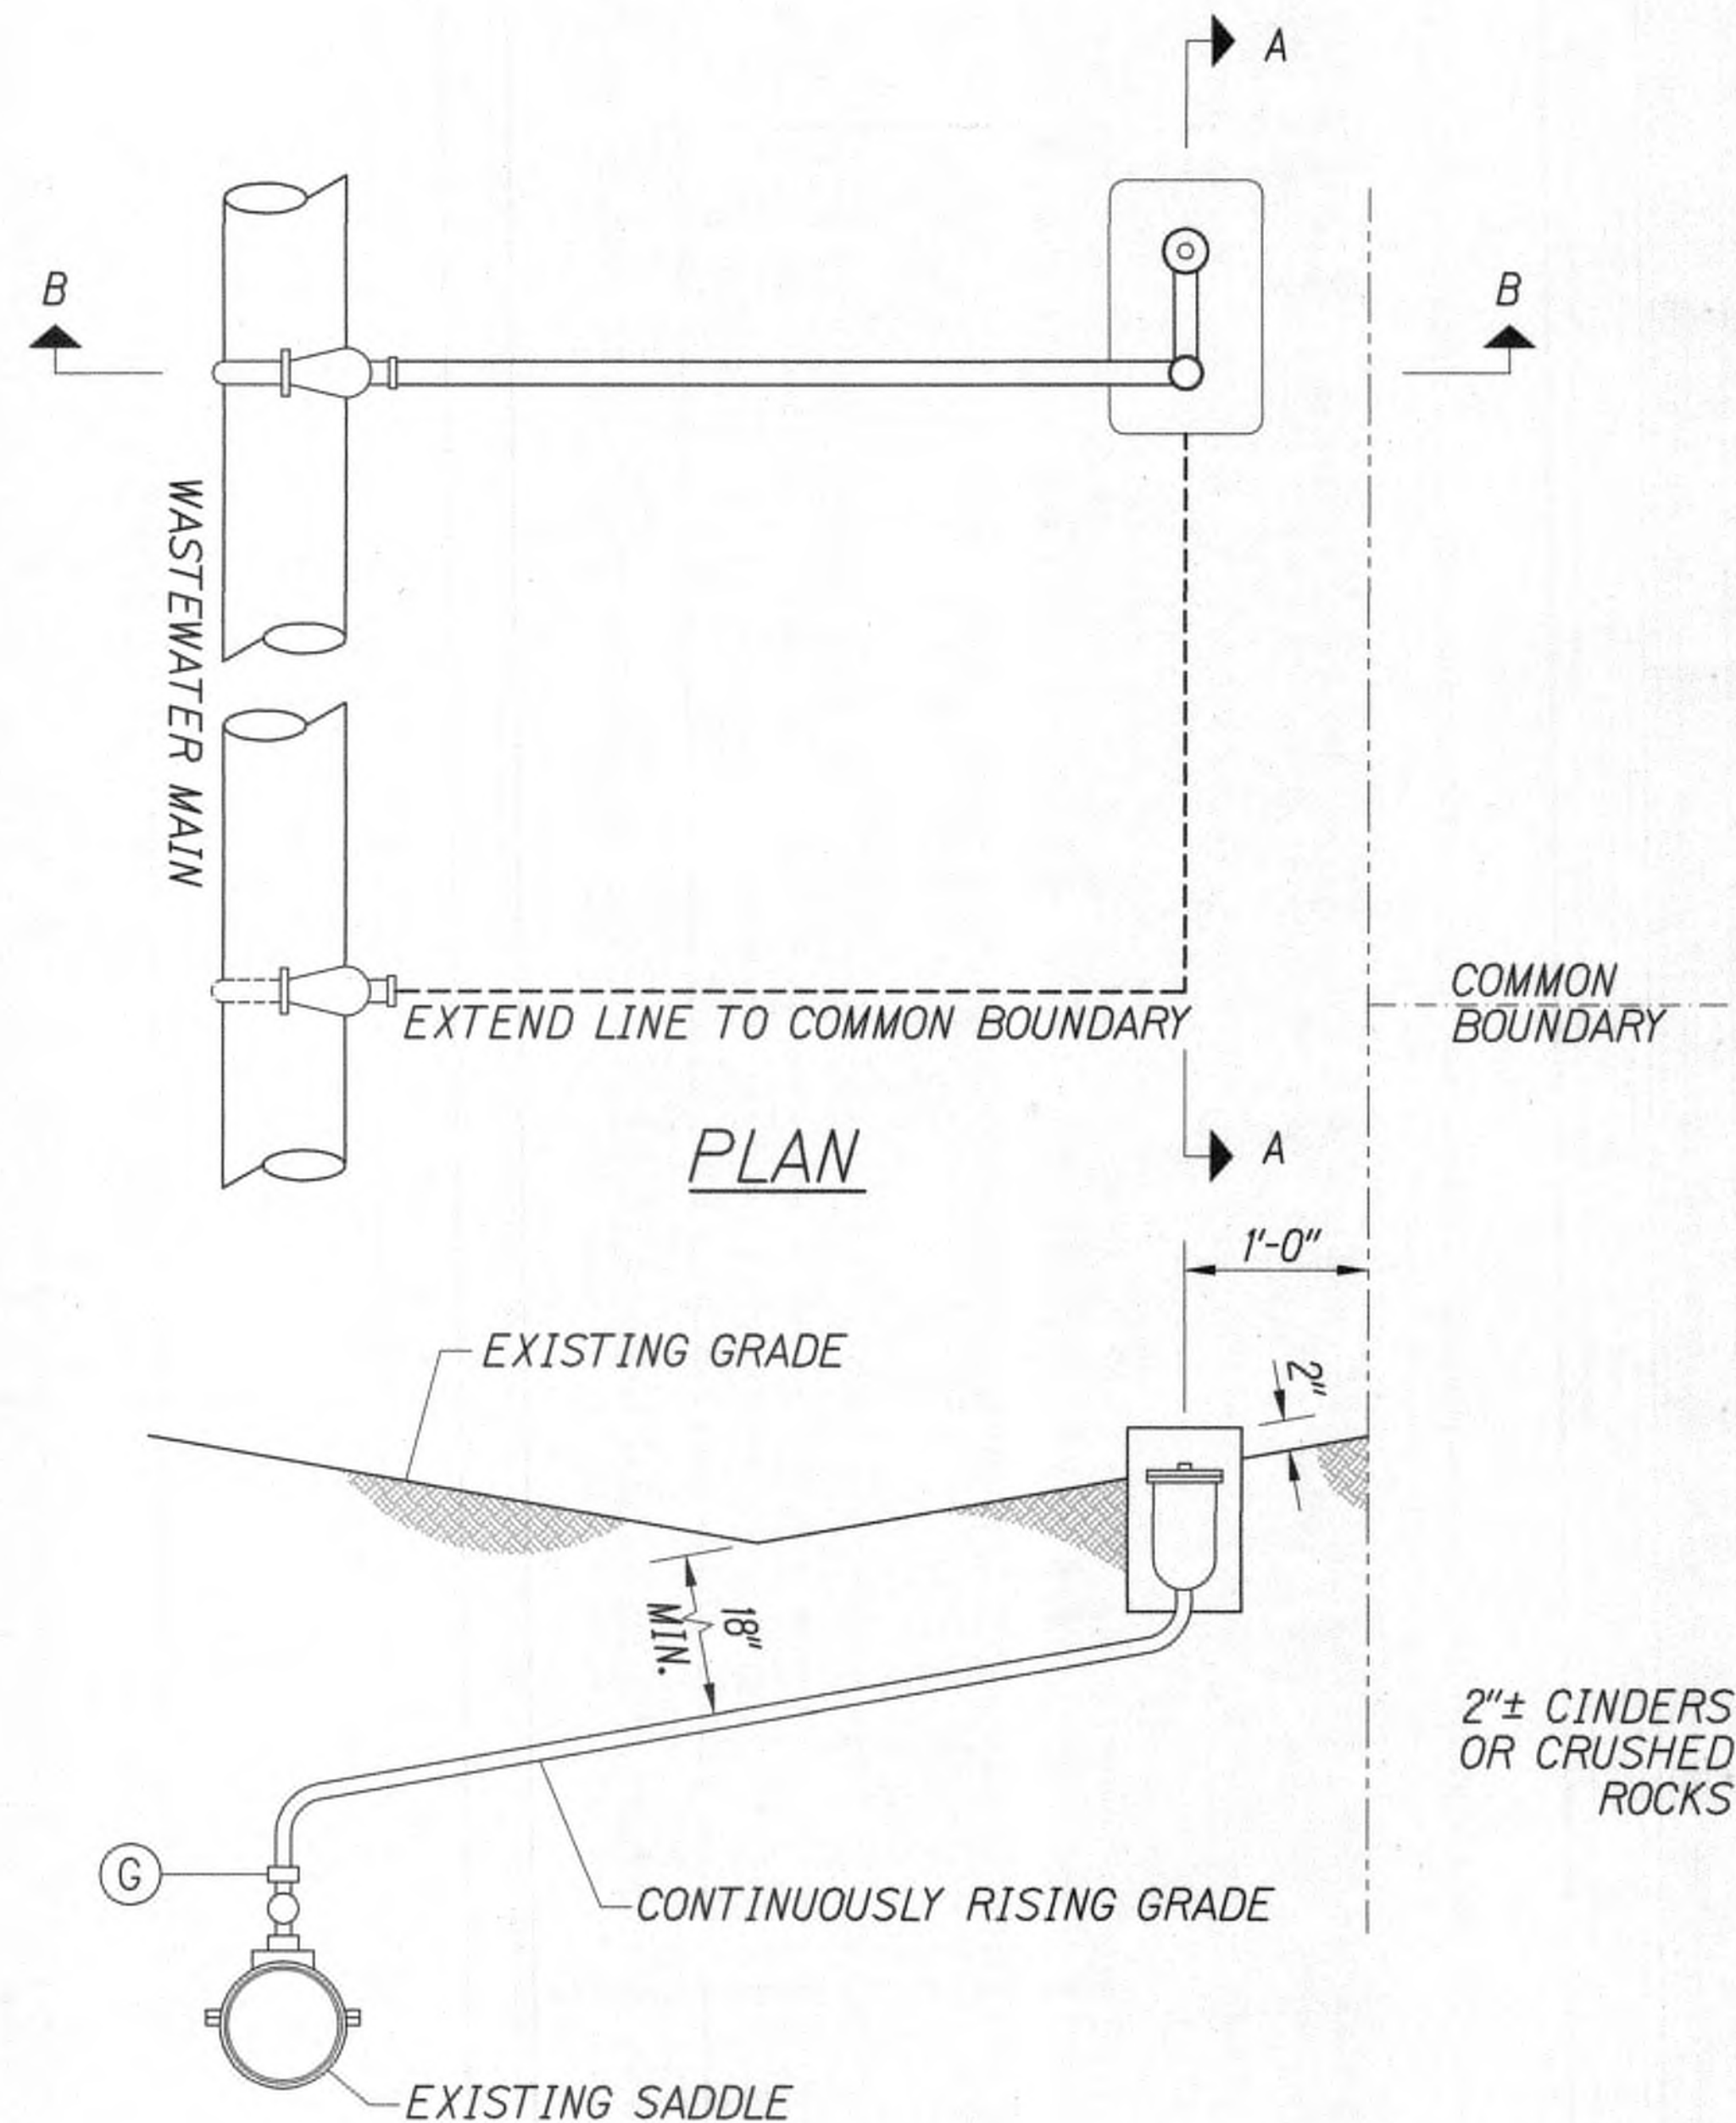 A
B
B
WASTEWATER MAIN
COMMON
BOUNDARY
EXTEND LINE TO COMMON BOUNDARY
PLAN
A
1'-0"
EXISTING GRADE
2"
18"
MIN.
2"± CINDERS
OR CRUSHED
ROCKS
G
CONTINUOUSLY RISING GRADE
EXISTING SADDLE